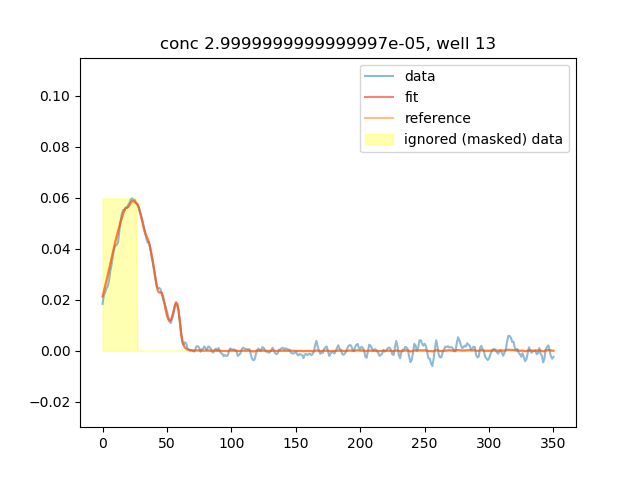 conc 2.9999999999999997e-05, well 13
data
fit
reference
ignored (masked) data
0.10
0.08
0.06
0.04
0.02
0.00
−0.02
0 50 100 150 200 250 300 350